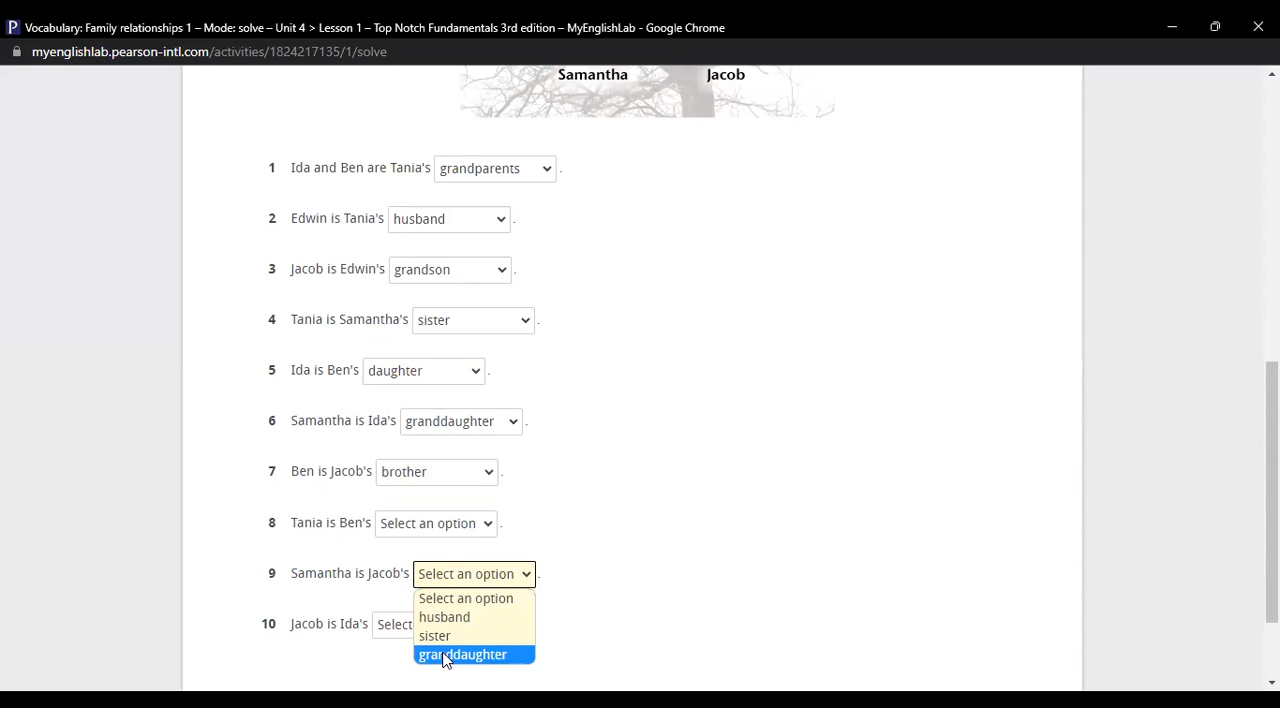 Vocabulary: Family relationships 1 – Mode: solve – Unit 4 > Lesson 1 – Top Notch Fundamentals 3rd edition – MyEnglishLab - Google Chrome
myenglishlab.pearson-intl.com/activities/1824217135/1/solve
Samantha Jacob
1 Ida and Ben are Tania's grandparents .
2 Edwin is Tania's husband .
3 Jacob is Edwin's grandson .
4 Tania is Samantha's sister .
5 Ida is Ben's daughter .
6 Samantha is Ida's granddaughter .
7 Ben is Jacob's brother .
8 Tania is Ben's Select an option .
9 Samantha is Jacob's Select an option .
Select an option
husband
sister
granddaughter
10 Jacob is Ida's Select